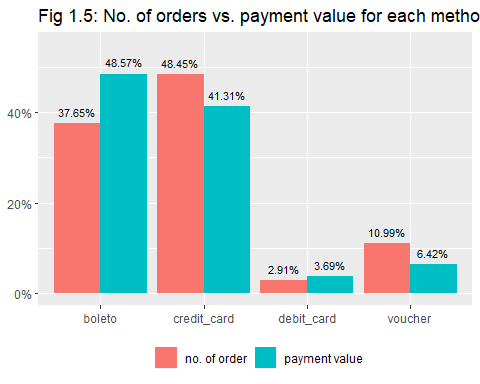 Fig 1.5: No. of orders vs. payment value for each metho
48.57%
48.45%
41.31%
37.65%
10.99%
6.42%
2.91%
3.69%
40%
20%
0%
boleto
credit_card
debit_card
voucher
no. of order
payment value